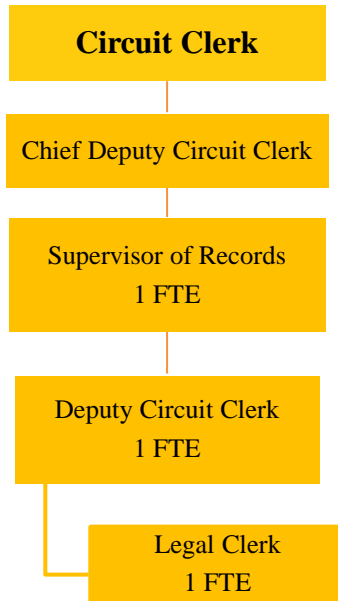 Circuit Clerk
Chief Deputy Circuit Clerk
Supervisor of Records
1 FTE
Deputy Circuit Clerk
1 FTE
Legal Clerk
1 FTE